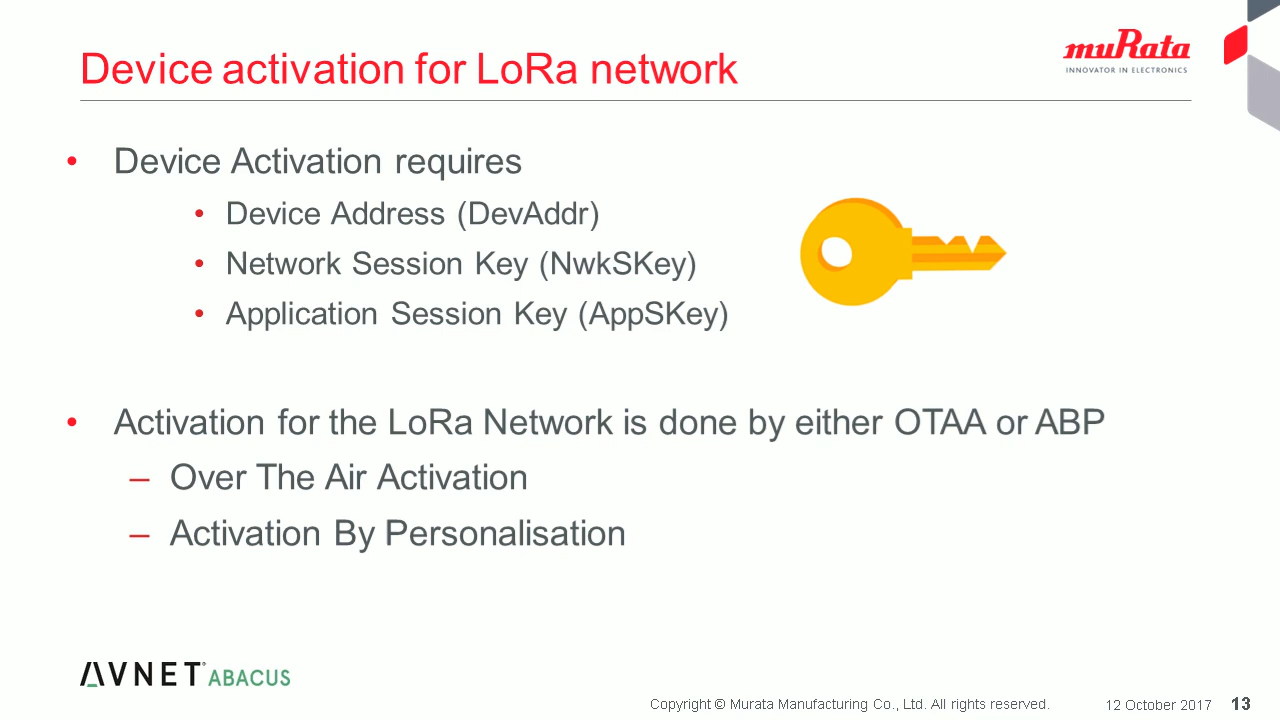 Device activation for LoRa network
muRata
INNOVATOR IN ELECTRONICS
• Device Activation requires
• Device Address (DevAddr)
• Network Session Key (NwkSKey)
• Application Session Key (AppSKey)
• Activation for the LoRa Network is done by either OTAA or ABP
– Over The Air Activation
– Activation By Personalisation
AVNET® ABACUS
Copyright © Murata Manufacturing Co., Ltd. All rights reserved. 12 October 2017 13